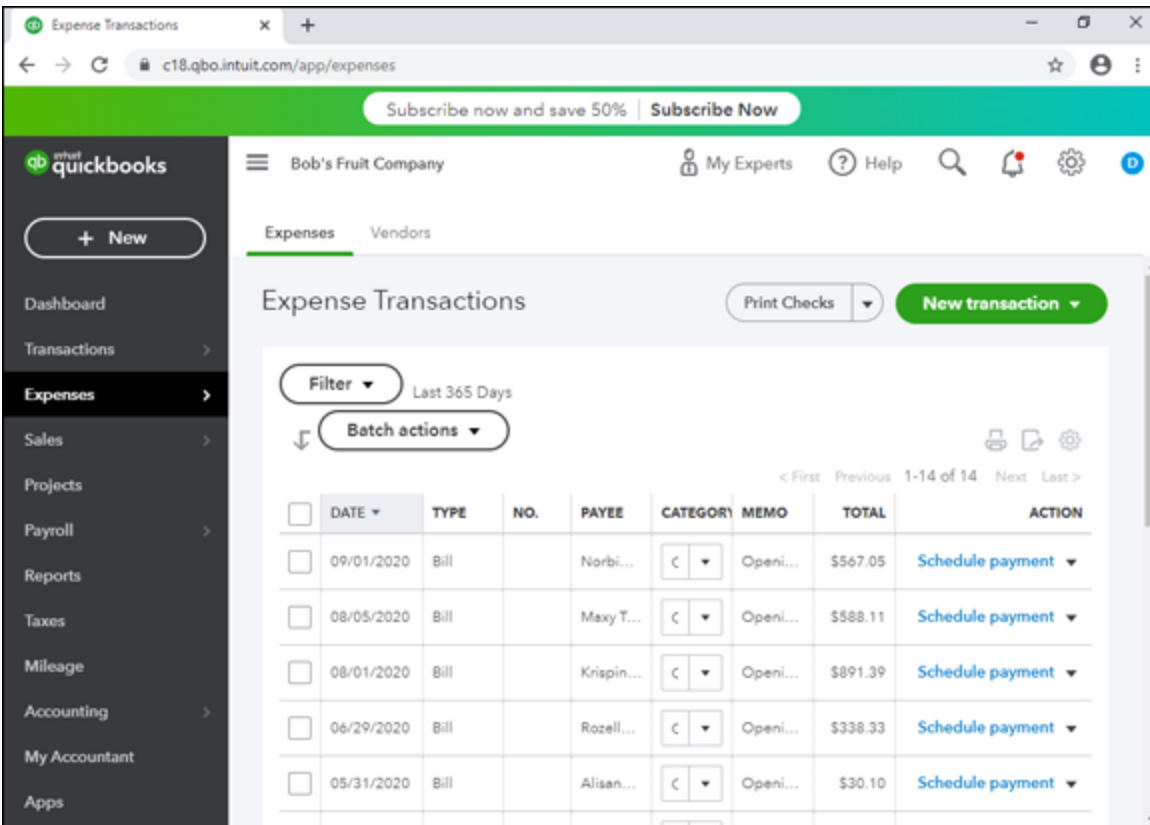 Expense Transactions
c18.qbo.intuit.com/app/expenses
Subscribe now and save 50% | Subscribe Now
qb intuit quickbooks
Bob's Fruit Company
My Experts
? Help
D
+ New
Expenses
Vendors
Dashboard
Transactions
Expenses
Sales
Projects
Payroll
Reports
Taxes
Mileage
Accounting
My Accountant
Apps
Expense Transactions
Print Checks
New transaction
Filter
Last 365 Days
Batch actions
< First Previous 1-14 of 14 Next Last >
DATE TYPE NO. PAYEE CATEGORY MEMO TOTAL ACTION
09/01/2020 Bill Norbi... Openi... $567.05 Schedule payment
08/05/2020 Bill Maxy T... Openi... $588.11 Schedule payment
08/01/2020 Bill Krispin... Openi... $891.39 Schedule payment
06/29/2020 Bill Rozell... Openi... $338.33 Schedule payment
05/31/2020 Bill Alisan... Openi... $30.10 Schedule payment